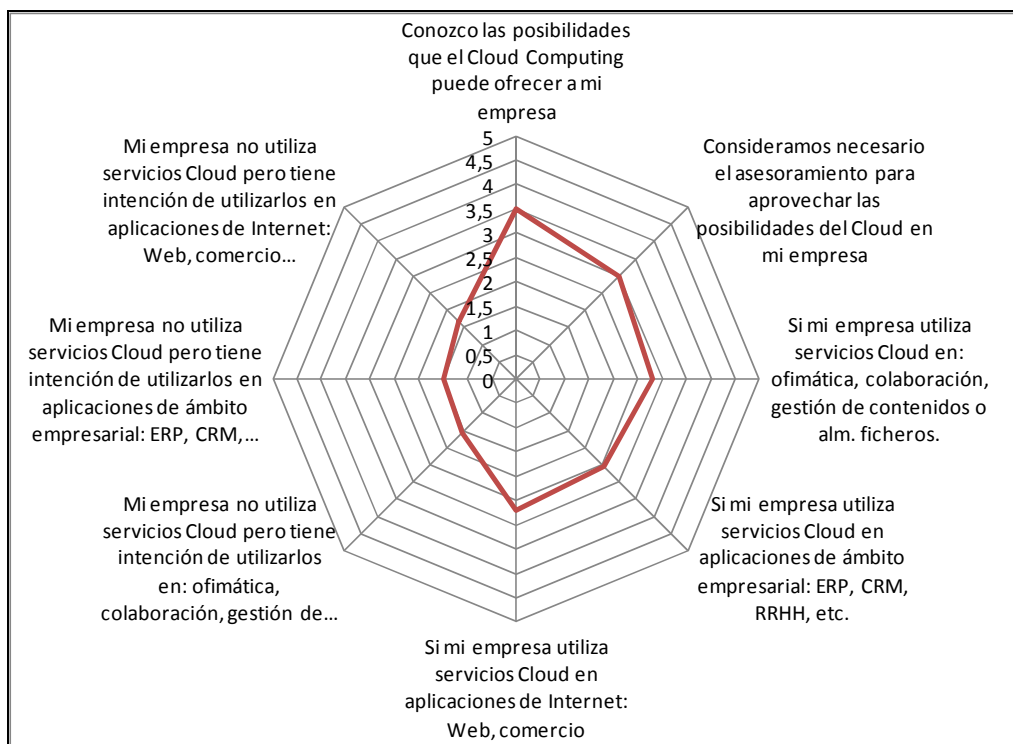 Conozco las posibilidades
que el Cloud Computing
puede ofrecer a mi
empresa
Consideramos necesario
el asesoramiento para
aprovechar las
posibilidades del Cloud en
mi empresa
Si mi empresa utiliza
servicios Cloud en:
ofimática, colaboración,
gestión de contenidos o
alm. ficheros.
Si mi empresa utiliza
servicios Cloud en
aplicaciones de ámbito
empresarial: ERP, CRM,
RRHH, etc.
Si mi empresa utiliza
servicios Cloud en
aplicaciones de Internet:
Web, comercio
Mi empresa no utiliza
servicios Cloud pero tiene
intención de utilizarlos
en: ofimática,
colaboración, gestión de...
Mi empresa no utiliza
servicios Cloud pero tiene
intención de utilizarlos en
aplicaciones de ámbito
empresarial: ERP, CRM,...
Mi empresa no utiliza
servicios Cloud pero tiene
intención de utilizarlos en
aplicaciones de Internet:
Web, comercio...
5
4,5
4
3,5
3
2,5
2
1,5
1
0,5
0